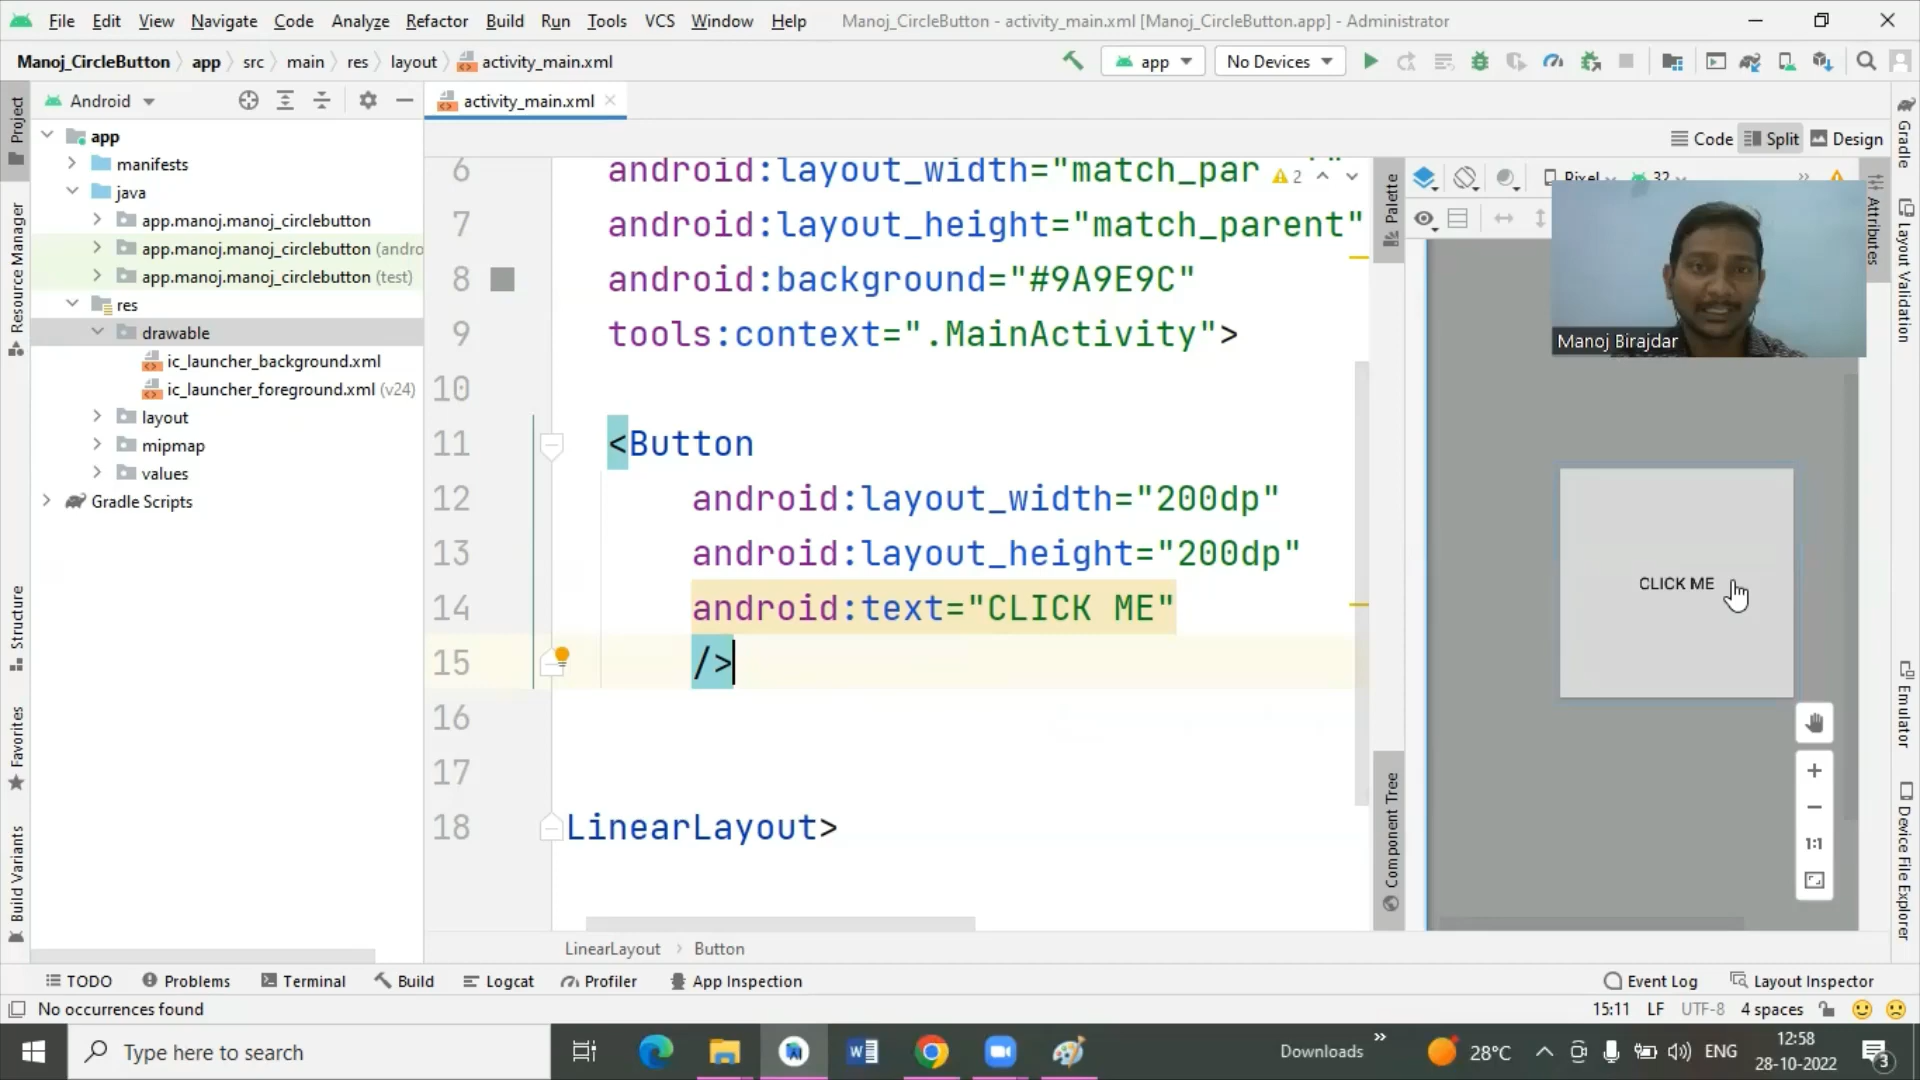 File Edit View Navigate Code Analyze Refactor Build Run Tools VCS Window Help Manoj_CircleButton - activity_main.xml [Manoj_CircleButton.app] - Administrator
Manoj_CircleButton app src main res layout activity_main.xml app No Devices
Project
Android
activity_main.xml
Code Split Design
app
manifests
java
app.manoj.manoj_circlebutton
app.manoj.manoj_circlebutton (andro
app.manoj.manoj_circlebutton (test)
res
drawable
ic_launcher_background.xml
ic_launcher_foreground.xml (v24)
layout
mipmap
values
Gradle Scripts
Resource Manager
Structure
Favorites
Build Variants
6 android:layout_width="match_par 2
7 android:layout_height="match_parent"
8 android:background="#9A9E9C"
9 tools:context=".MainActivity">
10
11 <Button
12 android:layout_width="200dp"
13 android:layout_height="200dp"
14 android:text="CLICK ME"
15 />
16
17
18 LinearLayout>
LinearLayout Button
Palette
Component Tree
Pixel 32
Manoj Birajdar
CLICK ME
1:1
Gradle
Layout Validation
Attributes
Emulator
Device File Explorer
TODO Problems Terminal Build Logcat Profiler App Inspection Event Log Layout Inspector
No occurrences found 15:11 LF UTF-8 4 spaces
Type here to search Downloads 28°C ENG 12:58
28-10-2022 3